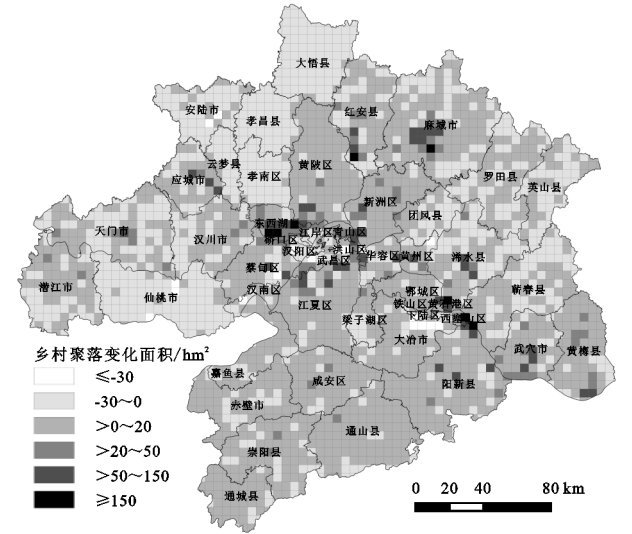 大悟县
安陆市
孝昌县
红安县
麻城市
云梦县
应城市
孝南区
黄陂区
罗田县
英山县
新洲区
团风县
天门市
汉川市
东西湖
江岸区
青山区
硚口区
汉阳区
洪山区
武昌区
华容区
黄州区
浠水县
蔡甸区
潜江市
仙桃市
汉南区
江夏区
鄂城区
蕲春县
铁山区
黄石港区
梁子湖区
下陆区
西塞山区
大冶市
武穴市
黄梅县
乡村聚落变化面积/hm²
嘉鱼县
咸安区
阳新县
赤壁市
通山县
崇阳县
通城县
≤-30
-30～0
>0～20
>20～50
>50～150
≥150
0 20 40 80 km